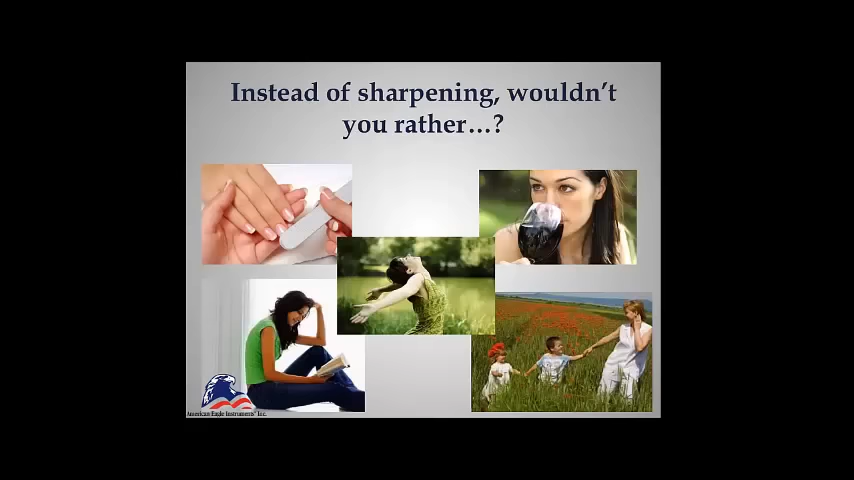 Instead of sharpening, wouldn't
you rather...?
American Eagle Instruments® Inc.